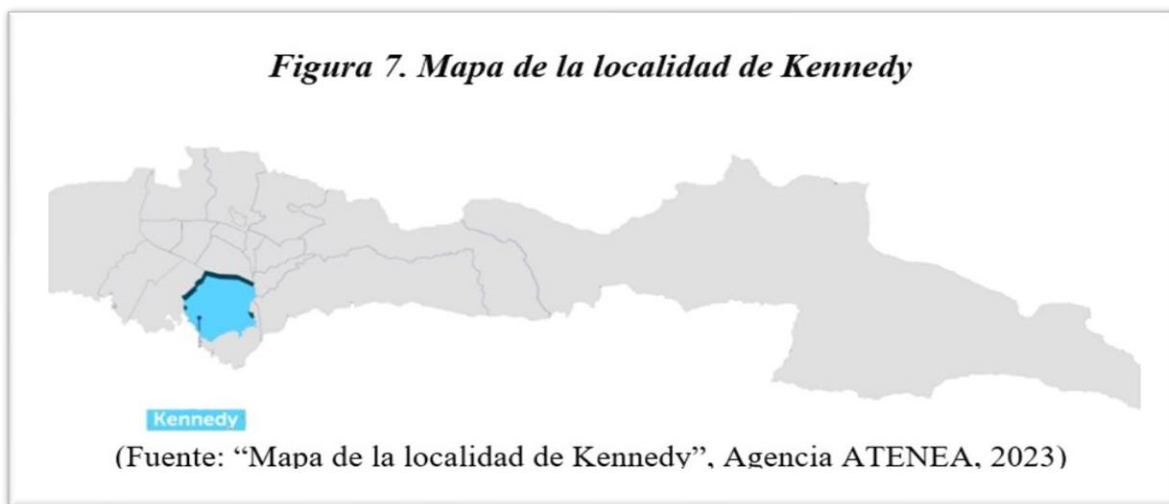 Figura 7. Mapa de la localidad de Kennedy
Kennedy
(Fuente: “Mapa de la localidad de Kennedy”, Agencia ATENEA, 2023)